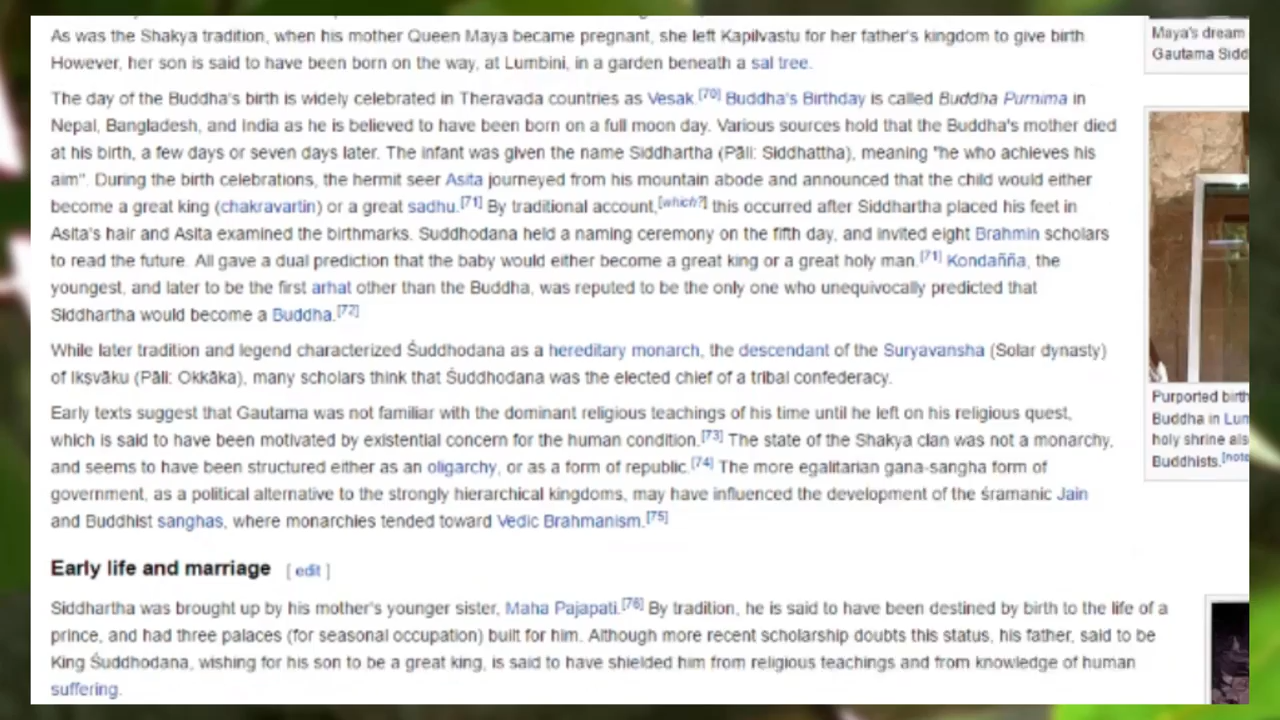 As was the Shakya tradition, when his mother Queen Maya became pregnant, she left Kapilvastu for her father's kingdom to give birth
However, her son is said to have been born on the way, at Lumbini, in a garden beneath a sal tree.
The day of the Buddha's birth is widely celebrated in Theravada countries as Vesak.[70] Buddha's Birthday is called Buddha Purnima in
Nepal, Bangladesh, and India as he is believed to have been born on a full moon day. Various sources hold that the Buddha's mother died
at his birth, a few days or seven days later. The infant was given the name Siddhartha (Pāli: Siddhattha), meaning "he who achieves his
aim". During the birth celebrations, the hermit seer Asita journeyed from his mountain abode and announced that the child would either
become a great king (chakravartin) or a great sadhu.[71] By traditional account,[which?] this occurred after Siddhartha placed his feet in
Asita's hair and Asita examined the birthmarks. Suddhodana held a naming ceremony on the fifth day, and invited eight Brahmin scholars
to read the future. All gave a dual prediction that the baby would either become a great king or a great holy man.[71] Kondañña, the
youngest, and later to be the first arhat other than the Buddha, was reputed to be the only one who unequivocally predicted that
Siddhartha would become a Buddha.[72]
While later tradition and legend characterized Śuddhodana as a hereditary monarch, the descendant of the Suryavansha (Solar dynasty)
of Ikṣvāku (Pāli: Okkāka), many scholars think that Śuddhodana was the elected chief of a tribal confederacy.
Early texts suggest that Gautama was not familiar with the dominant religious teachings of his time until he left on his religious quest,
which is said to have been motivated by existential concern for the human condition.[73] The state of the Shakya clan was not a monarchy,
and seems to have been structured either as an oligarchy, or as a form of republic.[74] The more egalitarian gana-sangha form of
government, as a political alternative to the strongly hierarchical kingdoms, may have influenced the development of the śramanic Jain
and Buddhist sanghas, where monarchies tended toward Vedic Brahmanism.[75]
Early life and marriage [ edit ]
Siddhartha was brought up by his mother's younger sister, Maha Pajapati.[76] By tradition, he is said to have been destined by birth to the life of a
prince, and had three palaces (for seasonal occupation) built for him. Although more recent scholarship doubts this status, his father, said to be
King Śuddhodana, wishing for his son to be a great king, is said to have shielded him from religious teachings and from knowledge of human
suffering.
Maya's dream
Gautama Sidd
Purported birth
Buddha in Lum
holy shrine als
Buddhists.[note